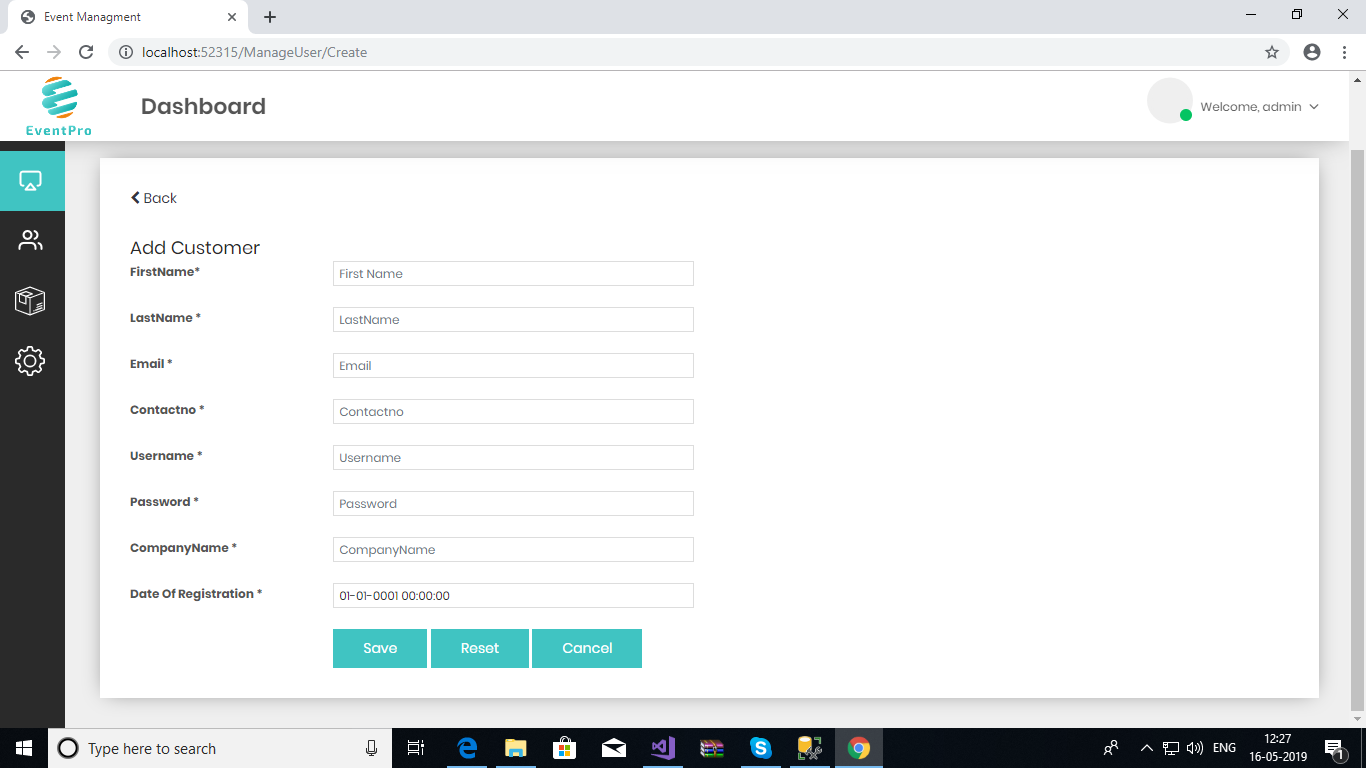 Event Managment
localhost:52315/ManageUser/Create
EventPro
Dashboard
Welcome, admin
Back
Add Customer
FirstName*
First Name
LastName *
LastName
Email *
Email
Contactno *
Contactno
Username *
Username
Password *
Password
CompanyName *
CompanyName
Date Of Registration *
01-01-0001 00:00:00
Save Reset Cancel
Type here to search
ENG
12:27
16-05-2019
1